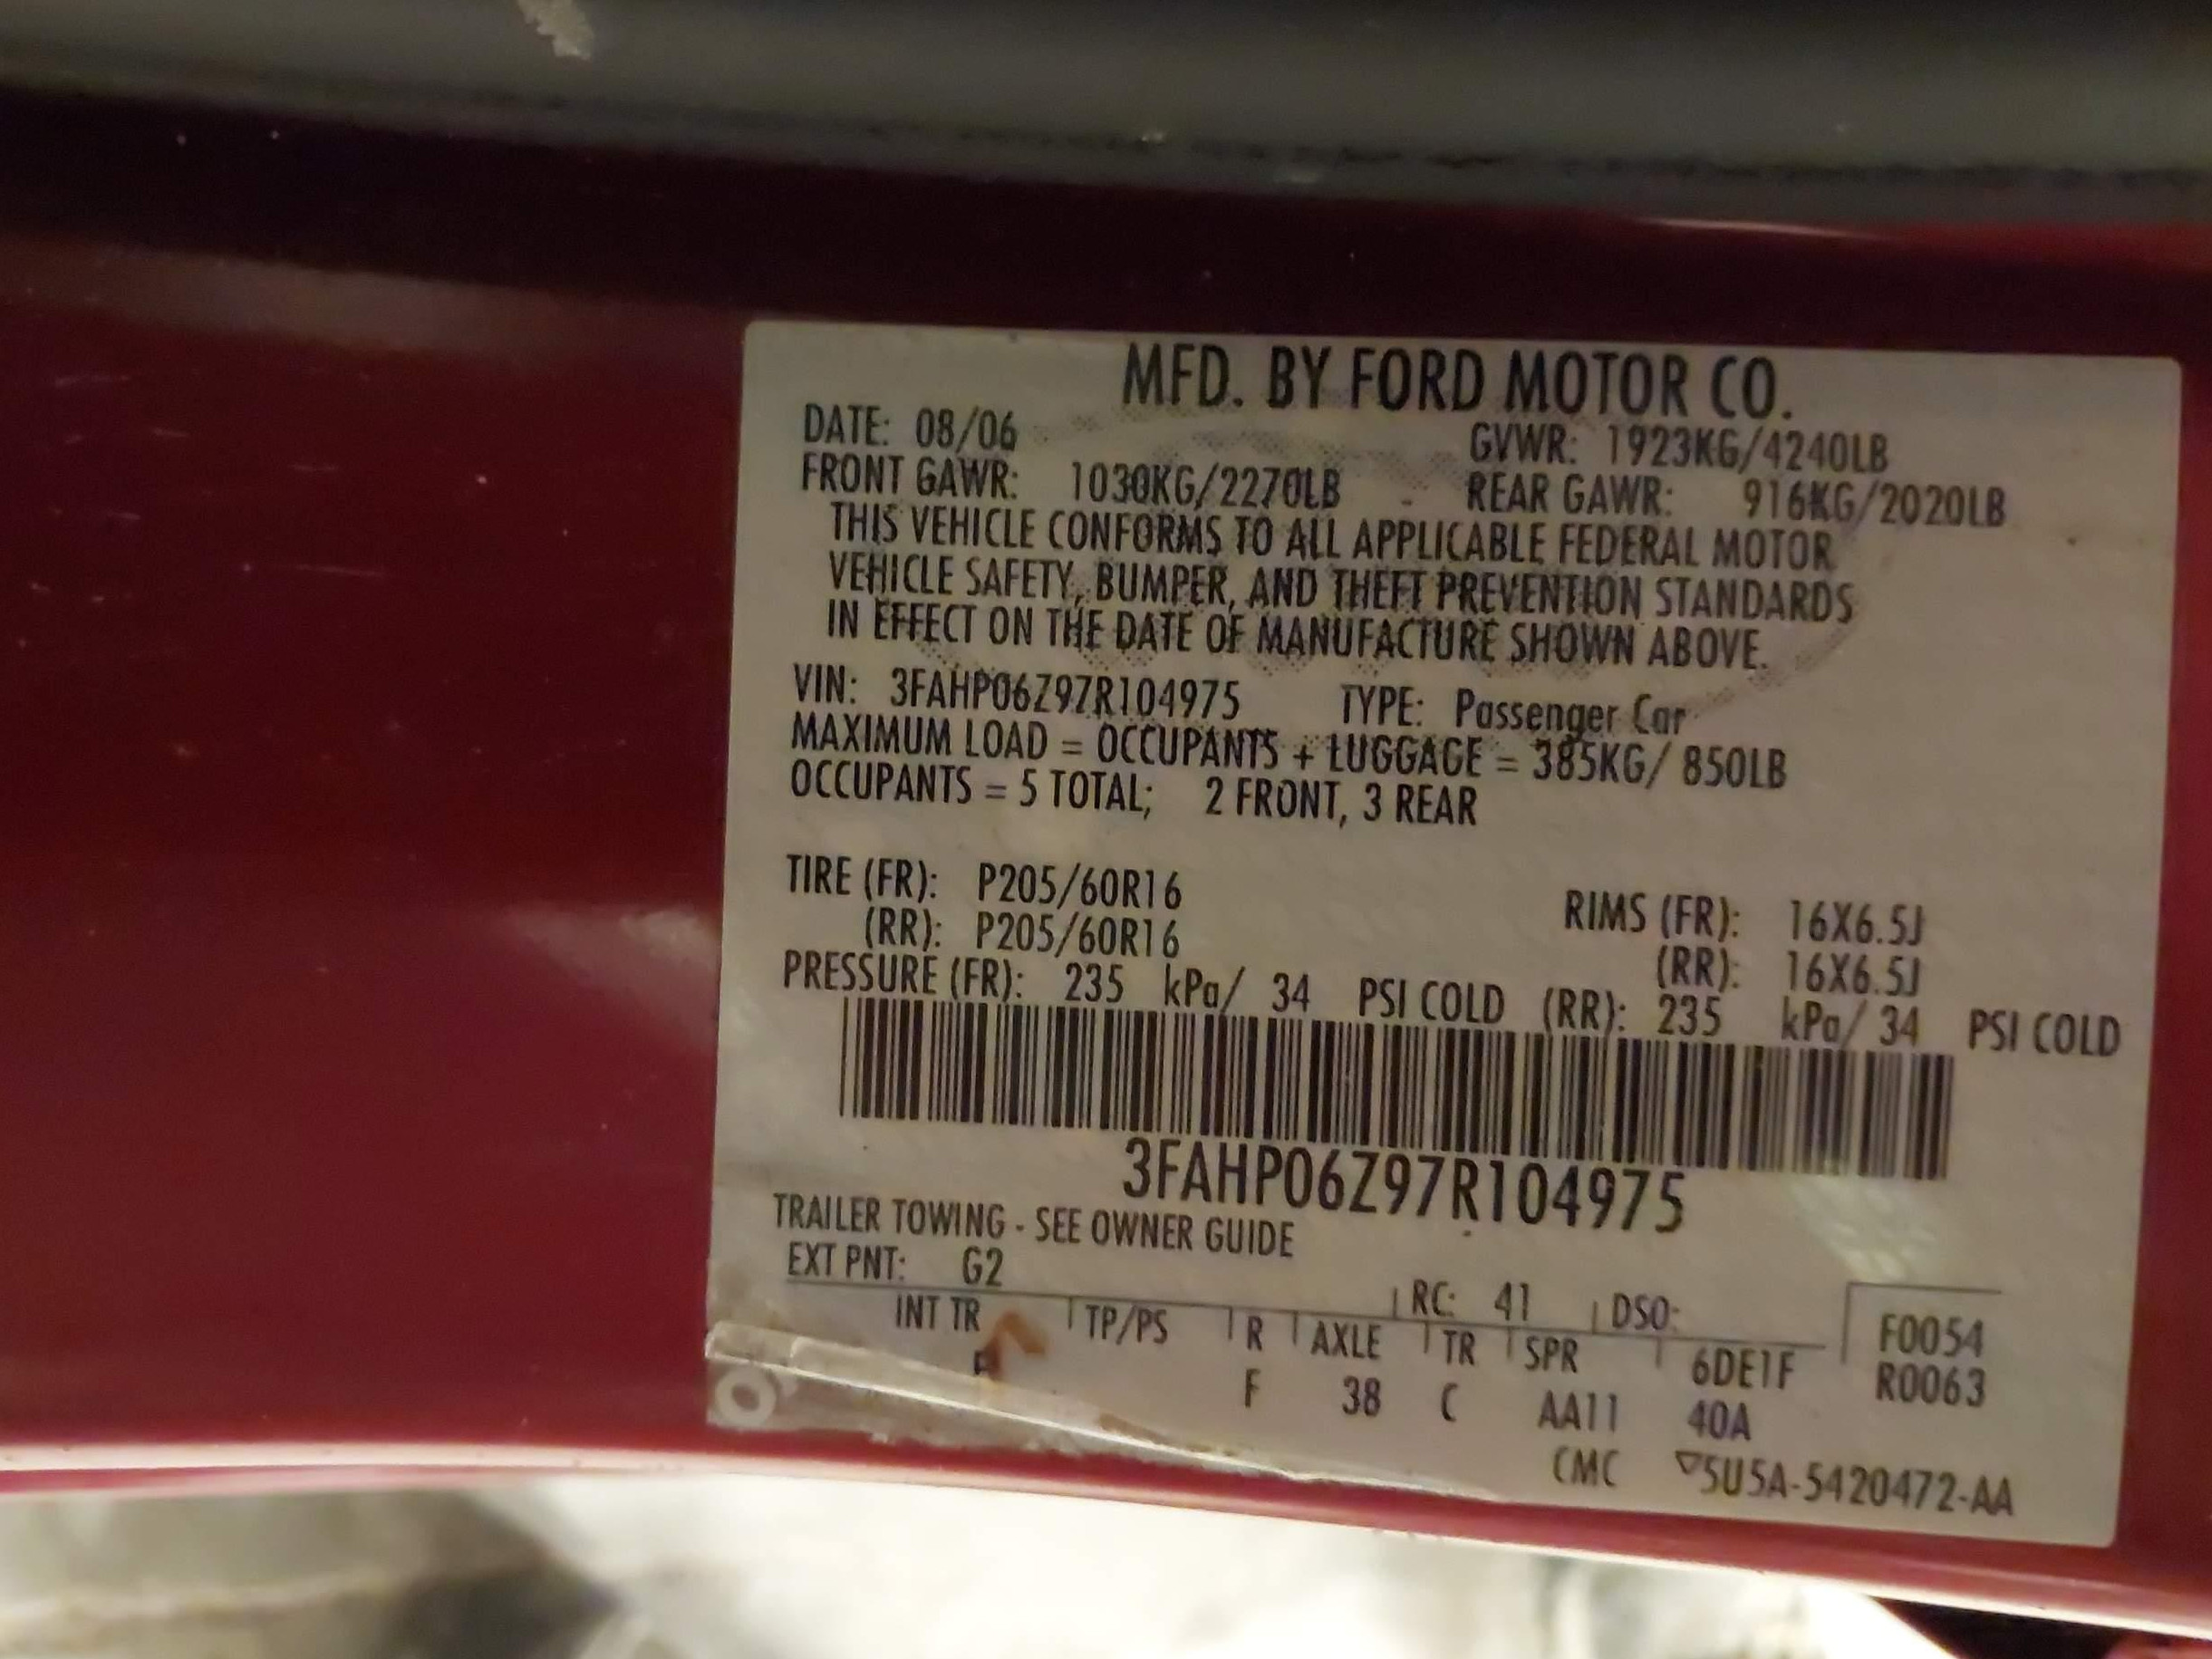 MFD. BY FORD MOTOR CO.
DATE: 08/06 GVWR: 1923KG/4240LB
FRONT GAWR: 1030KG/2270LB REAR GAWR: 916KG/2020LB
THIS VEHICLE CONFORMS TO ALL APPLICABLE FEDERAL MOTOR
VEHICLE SAFETY, BUMPER, AND THEFT PREVENTION STANDARDS
IN EFFECT ON THE DATE OF MANUFACTURE SHOWN ABOVE.
VIN: 3FAHP06Z97R104975 TYPE: Passenger Car
MAXIMUM LOAD = OCCUPANTS + LUGGAGE = 385KG/ 850LB
OCCUPANTS = 5 TOTAL; 2 FRONT, 3 REAR
TIRE (FR): P205/60R16 RIMS (FR): 16X6.5J
(RR): P205/60R16 (RR): 16X6.5J
PRESSURE (FR): 235 kPa/ 34 PSI COLD (RR): 235 kPa/ 34 PSI COLD
3FAHP06Z97R104975
TRAILER TOWING - SEE OWNER GUIDE
EXT PNT: G2 RC: 41 DSO: F0054
INT TR TP/PS R AXLE TR SPR 6DE1F R0063
F 38 C AA11 40A
CMC ▽5U5A-5420472-AA